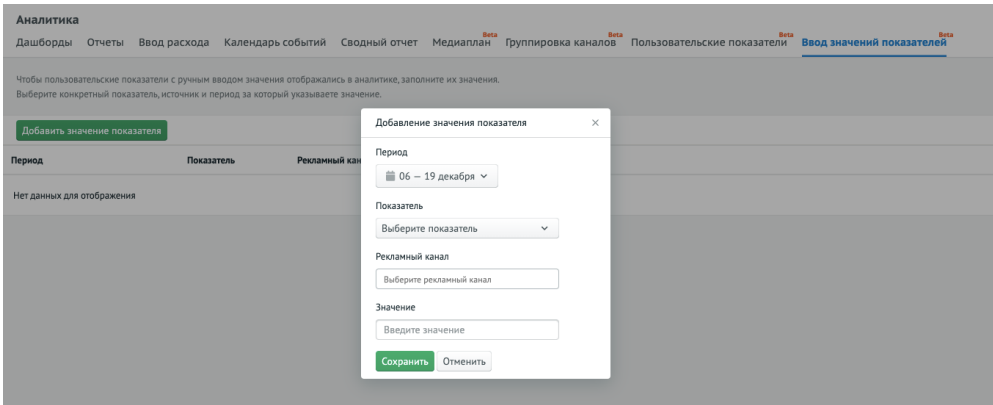 Аналитика
Дашборды Отчеты Ввод расхода Календарь событий Сводный отчет Медиаплан Beta Группировка каналов Beta Пользовательские показатели Beta Ввод значений показателей Beta
Чтобы пользовательские показатели с ручным вводом значения отображались в аналитике, заполните их значения.
Выберите конкретный показатель, источник и период за который указываете значение.
Добавить значение показателя
Период Показатель Рекламный кан
Нет данных для отображения
Добавление значения показателя ×
Период
06 — 19 декабря
Показатель
Выберите показатель
Рекламный канал
Выберите рекламный канал
Значение
Введите значение
Сохранить Отменить